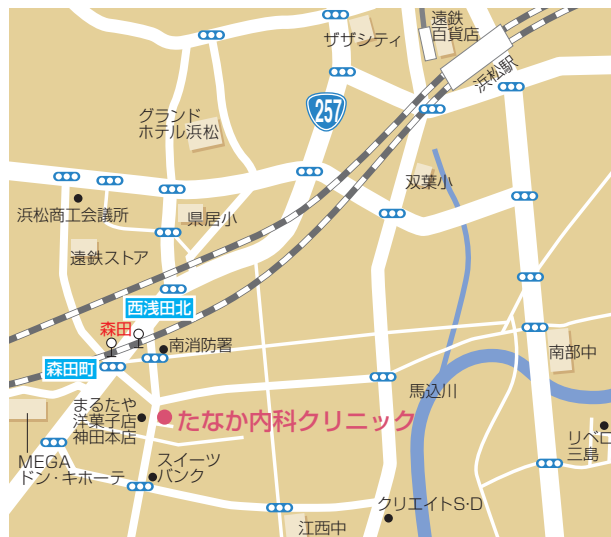 遠鉄
百貨店
ザザシティ
浜松駅
257
グランド
ホテル浜松
双葉小
浜松商工会議所
県居小
遠鉄ストア
西浅田北
森田
南消防署
南部中
森田町
馬込川
まるたや
洋菓子店
神田本店
たなか内科クリニック
リベロ
三島
MEGA
ドン・キホーテ
スイーツ
バンク
クリエイトS・D
江西中